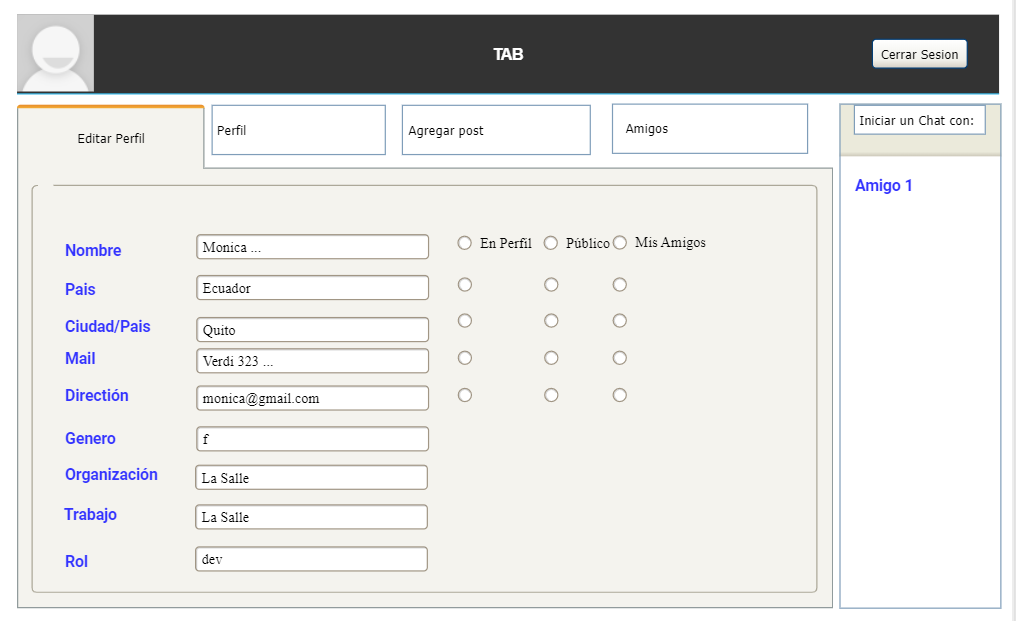 TAB
Cerrar Sesion
Editar Perfil
Perfil
Agregar post
Amigos
Iniciar un Chat con:
Amigo 1
Nombre
Monica ...
En Perfil
Público
Mis Amigos
Pais
Ecuador
Ciudad/Pais
Quito
Mail
Verdi 323 ...
Directión
monica@gmail.com
Genero
f
Organización
La Salle
Trabajo
La Salle
Rol
dev